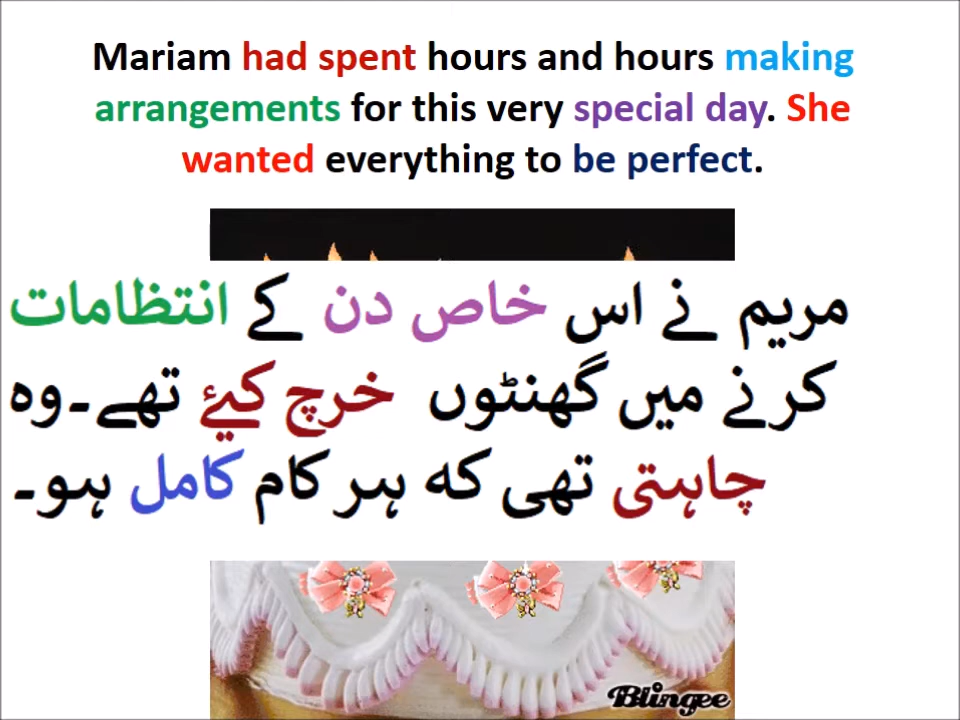 Mariam had spent hours and hours making
arrangements for this very special day. She
wanted everything to be perfect.
مریم نے اس خاص دن کے انتظامات
کرنے میں گھنٹوں خرچ کیۓ تھے۔وہ
چاہتی تھی کہ ہر کام کامل ہو۔
Blingee